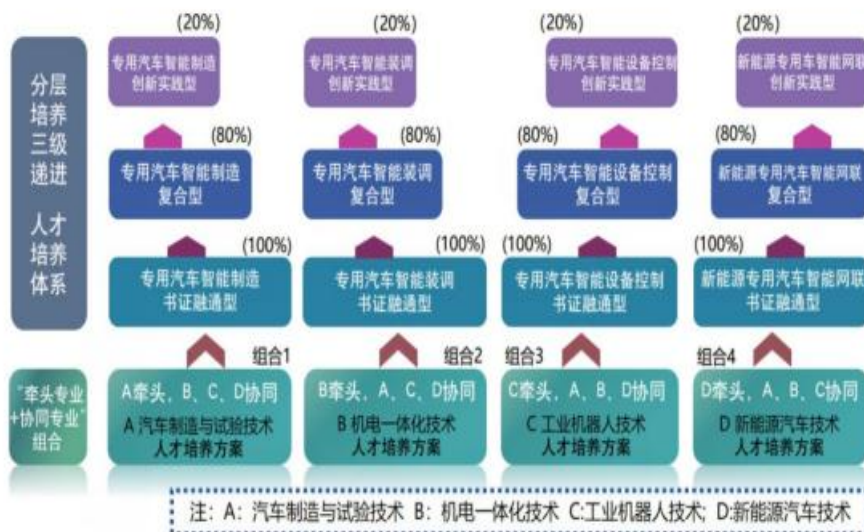 (20%)
(20%)
(20%)
(20%)
专用汽车智能制造
创新实践型
专用汽车智能装调
创新实践型
专用汽车智能设备控制
创新实践型
新能源专用车智能网联
创新实践型
分层
培养
三级
递进
人才
培养
体系
(80%)
(80%)
(80%)
(80%)
专用汽车智能制造
复合型
专用汽车智能装调
复合型
专用汽车智能设备控制
复合型
新能源专用汽车智能网联
复合型
(100%)
(100%)
(100%)
(100%)
专用汽车智能制造
书证融通型
专用汽车智能装调
书证融通型
专用汽车智能设备控制
书证融通型
新能源专用汽车智能网联
书证融通型
组合1
组合2
组合3
组合4
"牵头专业
+协同专业"
组合
A牵头，B、C、D协同
A 汽车制造与试验技术
人才培养方案
B牵头，A、C、D协同
B 机电一体化技术
人才培养方案
C牵头，A、B、D协同
C 工业机器人技术
人才培养方案
D牵头，A、B、C协同
D 新能源汽车技术
人才培养方案
注：A：汽车制造与试验技术 B：机电一体化技术 C:工业机器人技术; D:新能源汽车技术